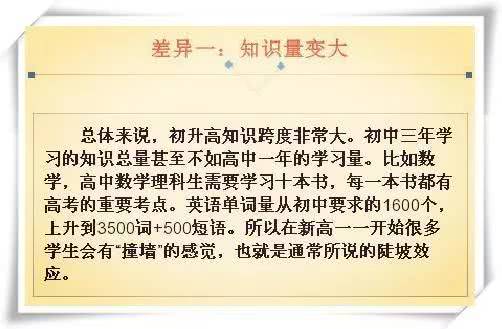 差异一：知识量变大
总体来说，初升高知识跨度非常大。初中三年学
习的知识总量甚至不如高中一年的学习量。比如数
学，高中数学理科生需要学习十本书，每一本书都有
高考的重要考点。英语单词量从初中要求的1600个，
上升到3500词+500短语。所以在新高一一开始很多
学生会有“撞墙”的感觉，也就是通常所说的陡坡效
应。